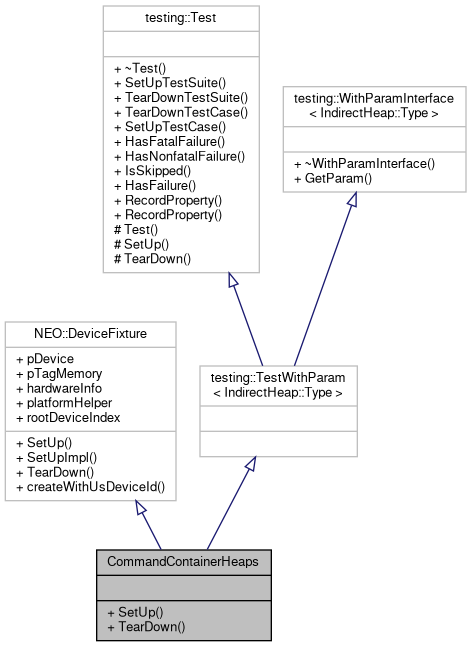 testing::Test
+ ~Test()
+ SetUpTestSuite()
+ TearDownTestSuite()
+ TearDownTestCase()
+ SetUpTestCase()
+ HasFatalFailure()
+ HasNonfatalFailure()
+ IsSkipped()
+ HasFailure()
+ RecordProperty()
+ RecordProperty()
# Test()
# SetUp()
# TearDown()
testing::WithParamInterface
< IndirectHeap::Type >
+ ~WithParamInterface()
+ GetParam()
NEO::DeviceFixture
+ pDevice
+ pTagMemory
+ hardwareInfo
+ platformHelper
+ rootDeviceIndex
+ SetUp()
+ SetUpImpl()
+ TearDown()
+ createWithUsDeviceId()
testing::TestWithParam
< IndirectHeap::Type >
CommandContainerHeaps
+ SetUp()
+ TearDown()